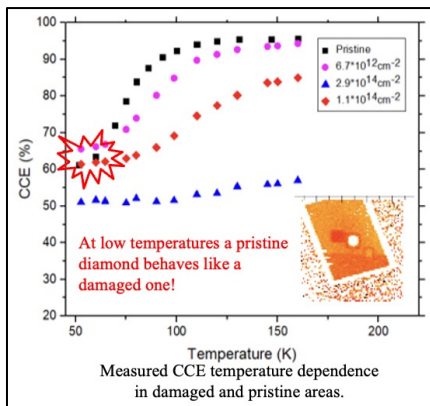 100
90
80
70
60
50
40
30
20
CCE (%)
Pristine
6.7*10¹²cm⁻²
2.9*10¹⁴cm⁻²
1.1*10¹⁴cm⁻²
At low temperatures a pristine
diamond behaves like a
damaged one!
50 100 150 200
Temperature (K)
Measured CCE temperature dependence
in damaged and pristine areas.